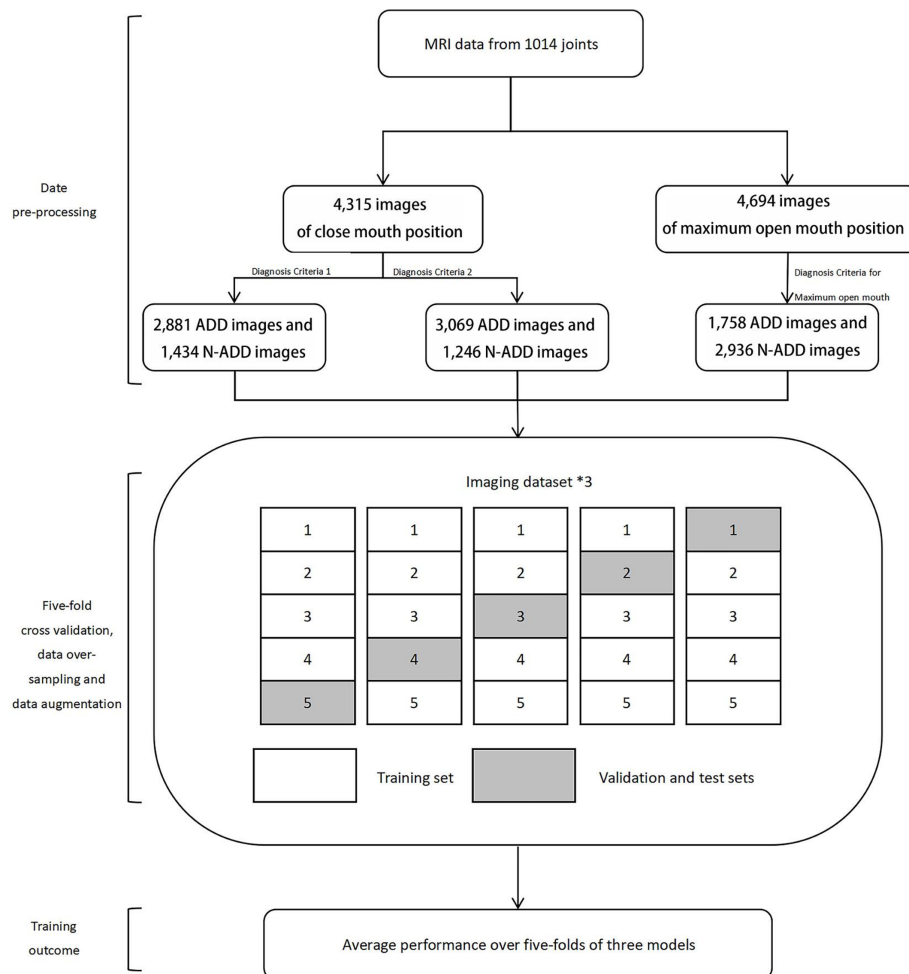 MRI data from 1014 joints
Date
pre-processing
4,315 images
of close mouth position
4,694 images
of maximum open mouth position
Diagnosis Criteria 1
Diagnosis Criteria 2
Diagnosis Criteria for
Maximum open mouth
2,881 ADD images and
1,434 N-ADD images
3,069 ADD images and
1,246 N-ADD images
1,758 ADD images and
2,936 N-ADD images
Imaging dataset *3
1 1 1 1 1
2 2 2 2 2
3 3 3 3 3
4 4 4 4 4
5 5 5 5 5
Five-fold
cross validation,
data over-
sampling and
data augmentation
Training set
Validation and test sets
Training
outcome
Average performance over five-folds of three models